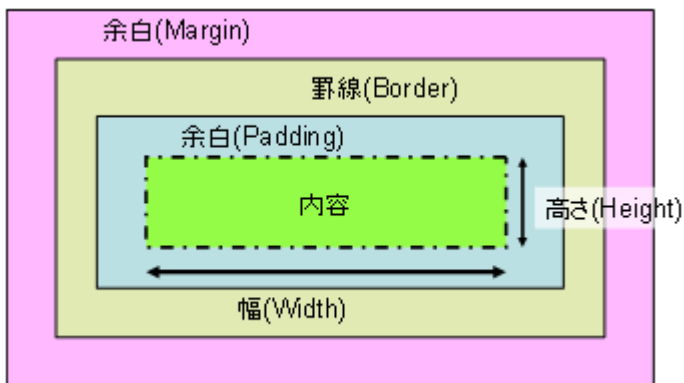 余白(Margin)
罫線(Border)
余白(Padding)
内容
高さ(Height)
幅(Width)